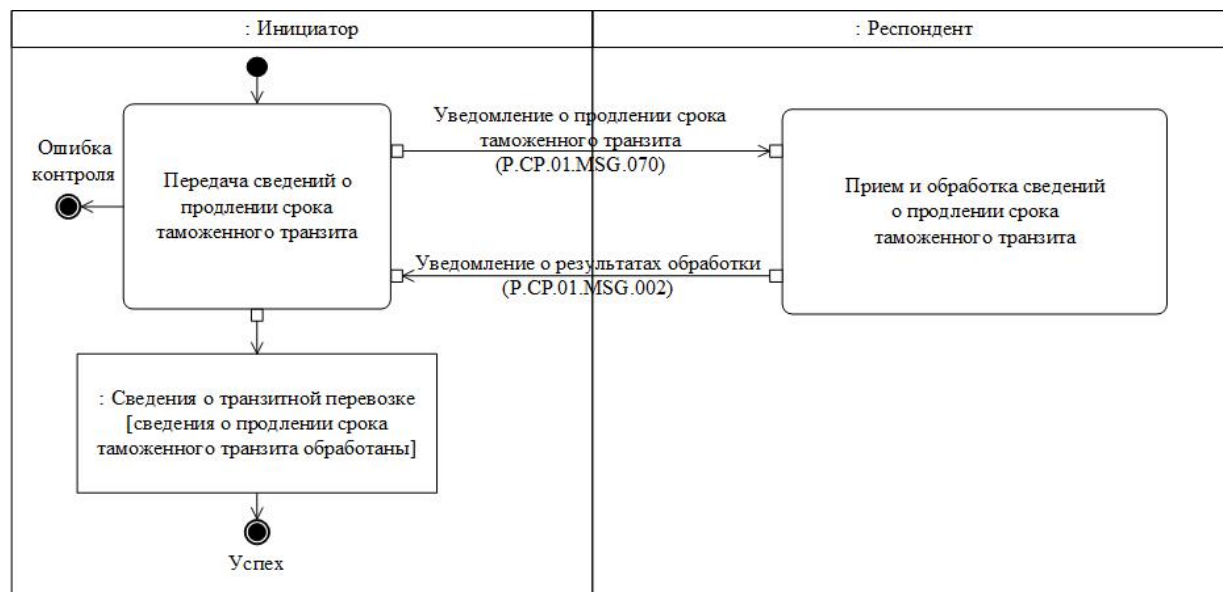 : Инициатор
: Респондент
Уведомление о продлении срока
таможенного транзита
(P.CP.01.MSG.070)
Ошибка
контроля
Передача сведений о
продлении срока
таможенного транзита
Прием и обработка сведений
о продлении срока
таможенного транзита
Уведомление о результатах обработки
(P.CP.01.MSG.002)
: Сведения о транзитной перевозке
[сведения о продлении срока
таможенного транзита обработаны]
Успех